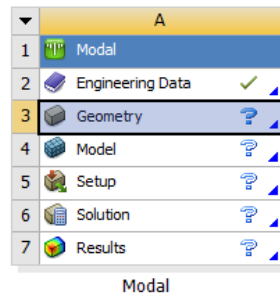 A
1 Modal
2 Engineering Data
3 Geometry ?
4 Model ?
5 Setup ?
6 Solution ?
7 Results ?
Modal